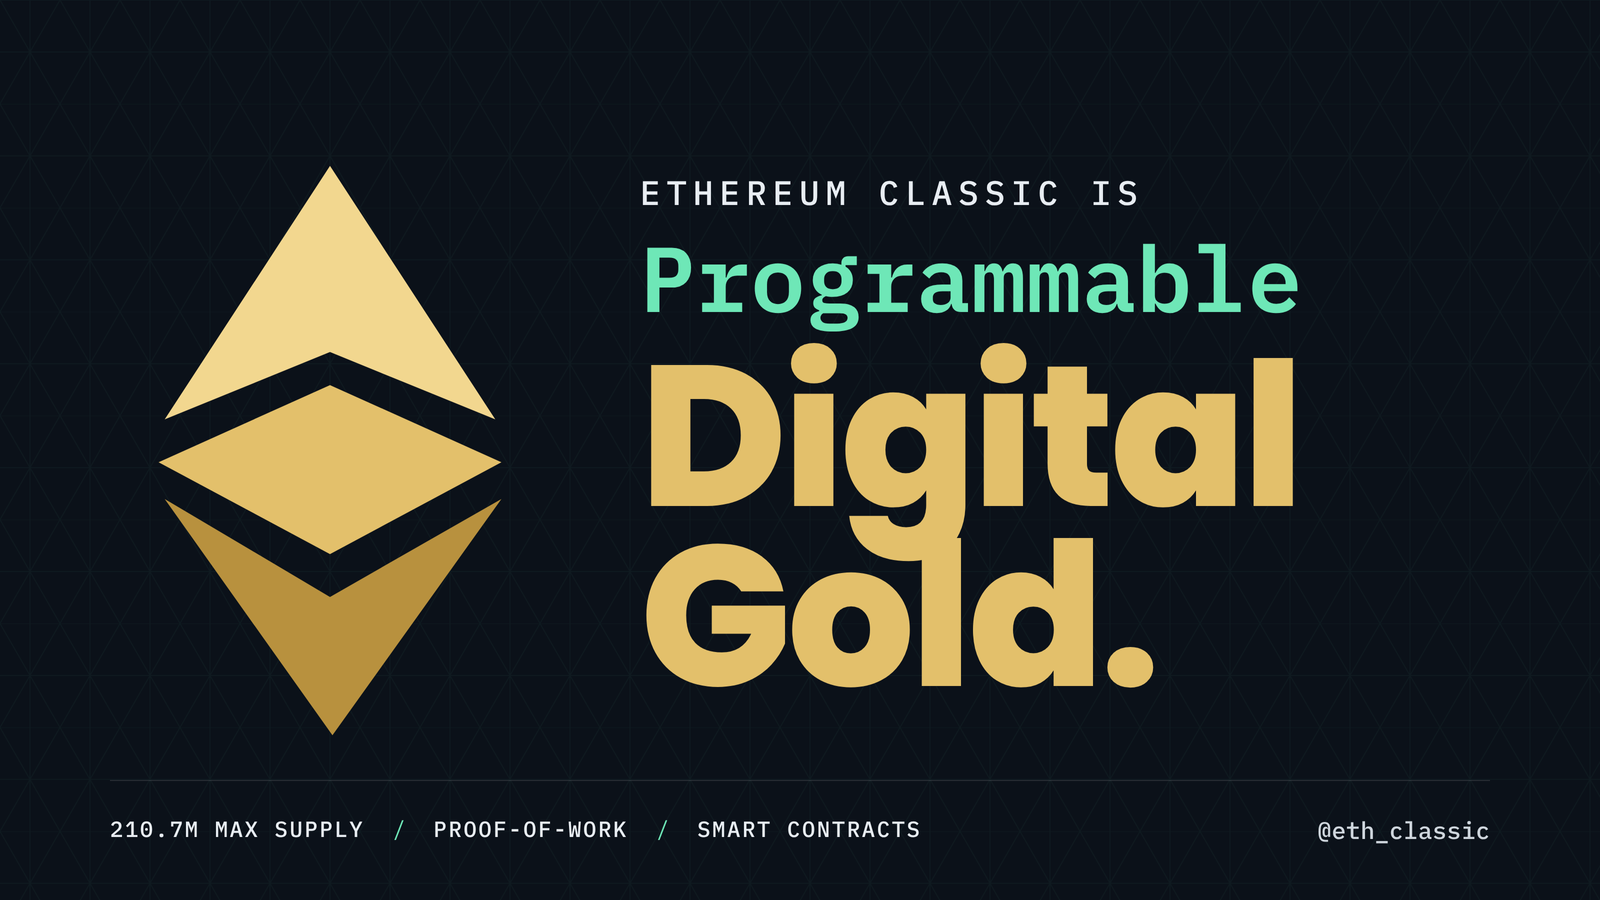 ETHEREUM CLASSIC IS
Programmable
Digital
Gold.
210.7M MAX SUPPLY / PROOF-OF-WORK / SMART CONTRACTS
@eth_classic